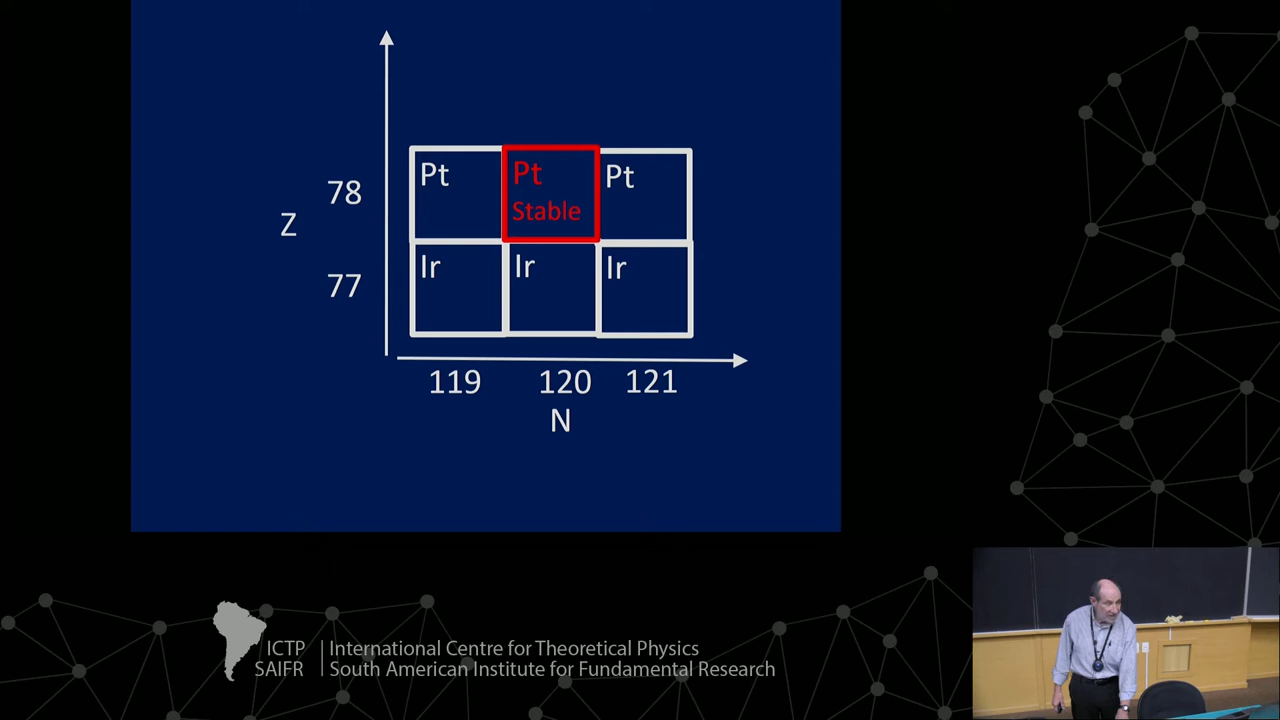 78
Z
77
Pt
Pt
Stable
Pt
Ir
Ir
Ir
119
120
121
N
ICTP
SAIFR
International Centre for Theoretical Physics
South American Institute for Fundamental Research